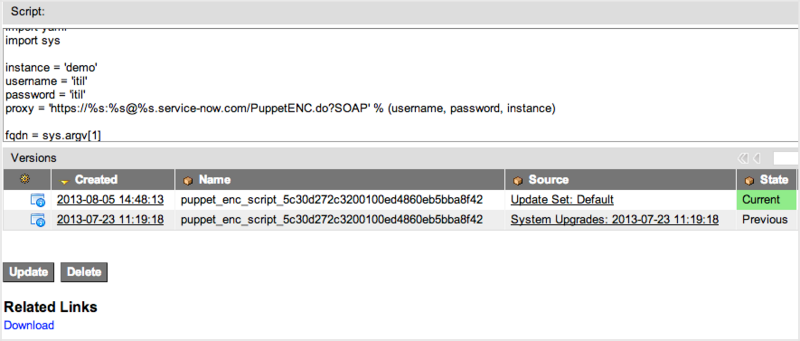 Script:
import yaml
import sys
instance = 'demo'
username = 'itil'
password = 'itil'
proxy = 'https://%s:%s@%s.service-now.com/PuppetENC.do?SOAP' % (username, password, instance)
fqdn = sys.argv[1]
Versions
Created Name Source State
2013-08-05 14:48:13 puppet_enc_script_5c30d272c3200100ed4860eb5bba8f42 Update Set: Default Current
2013-07-23 11:19:18 puppet_enc_script_5c30d272c3200100ed4860eb5bba8f42 System Upgrades: 2013-07-23 11:19:18 Previous
Update Delete
Related Links
Download